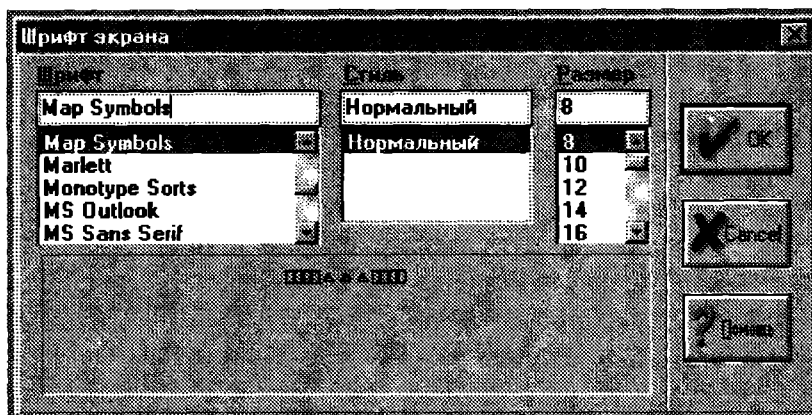 Шрифт экрана
Шрифт Стиль Размер
Map Symbols Нормальный 8
Map Symbols Нормальный 8
Marlett 10
Monotype Sorts 12
MS Outlook 14
MS Sans Serif 16
OK
Cancel
Помощь